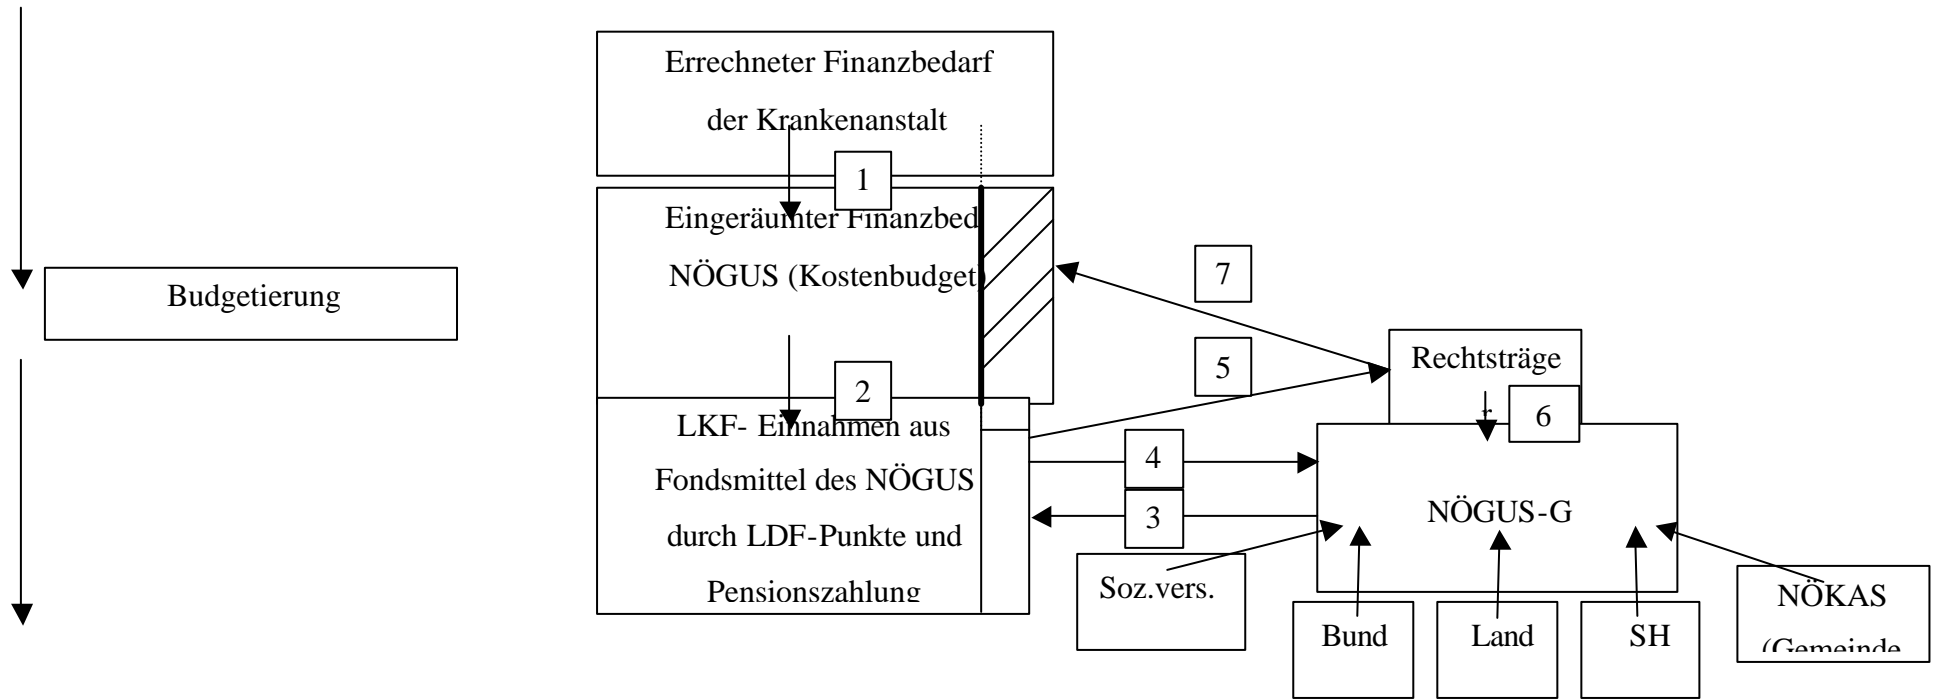 Errechneter Finanzbedarf
der Krankenanstalt
1
Eingeräumter Finanzbed
NÖGUS (Kostenbudget)
Budgetierung
2
LKF- Einnahmen aus
Fondsmittel des NÖGUS
durch LDF-Punkte und
Pensionszahlung
7
5
4
3
Rechtsträge
r
6
NÖGUS-G
Soz.vers.
Bund
Land
SH
NÖKAS
(Gemeinde